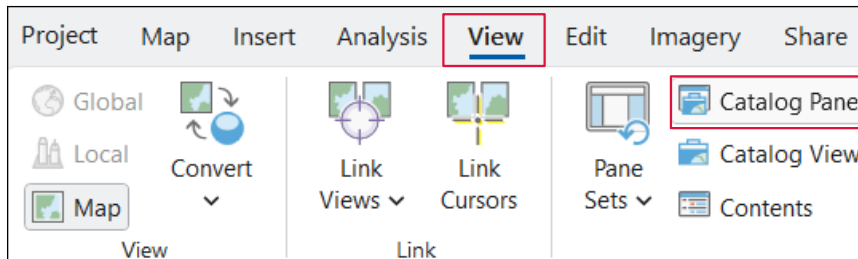 Project Map Insert Analysis View Edit Imagery Share
Global
Local
Map
Convert
View
Link
Views
Link
Cursors
Link
Pane
Sets
Catalog Pane
Catalog View
Contents